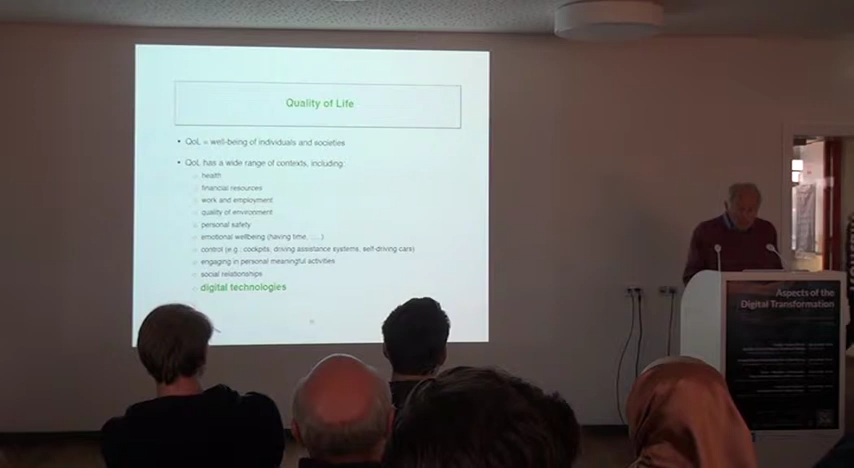 Quality of Life
• QoL = well-being of individuals and societies
• QoL has a wide range of contexts, including:
health
financial resources
work and employment
quality of environment
personal safety
emotional wellbeing (having time, ….)
control (e.g.: cockpits, driving assistance systems, self-driving cars)
engaging in personal meaningful activities
social relationships
digital technologies
Aspects of the
Digital Transformation